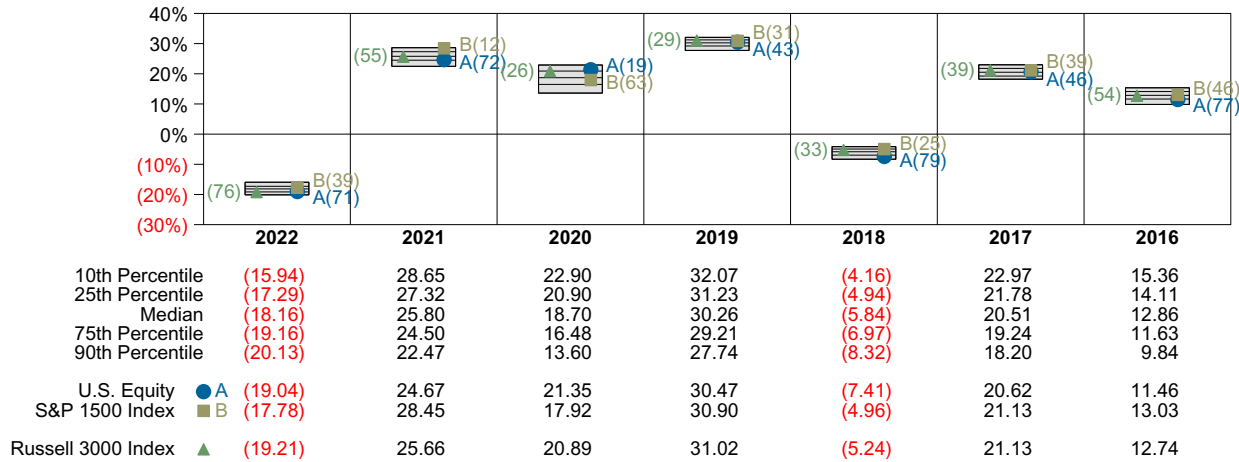 40%
30%
20%
10%
0%
(10%)
(20%)
(30%)
(76) B(39) A(71)
(55) B(12) A(72)
(26) A(19) B(63)
(29) B(31) A(43)
(33) B(25) A(79)
(39) B(39) A(46)
(54) B(46) A(77)
2022 2021 2020 2019 2018 2017 2016
10th Percentile (15.94) 28.65 22.90 32.07 (4.16) 22.97 15.36
25th Percentile (17.29) 27.32 20.90 31.23 (4.94) 21.78 14.11
Median (18.16) 25.80 18.70 30.26 (5.84) 20.51 12.86
75th Percentile (19.16) 24.50 16.48 29.21 (6.97) 19.24 11.63
90th Percentile (20.13) 22.47 13.60 27.74 (8.32) 18.20 9.84
U.S. Equity A (19.04) 24.67 21.35 30.47 (7.41) 20.62 11.46
S&P 1500 Index B (17.78) 28.45 17.92 30.90 (4.96) 21.13 13.03
Russell 3000 Index (19.21) 25.66 20.89 31.02 (5.24) 21.13 12.74